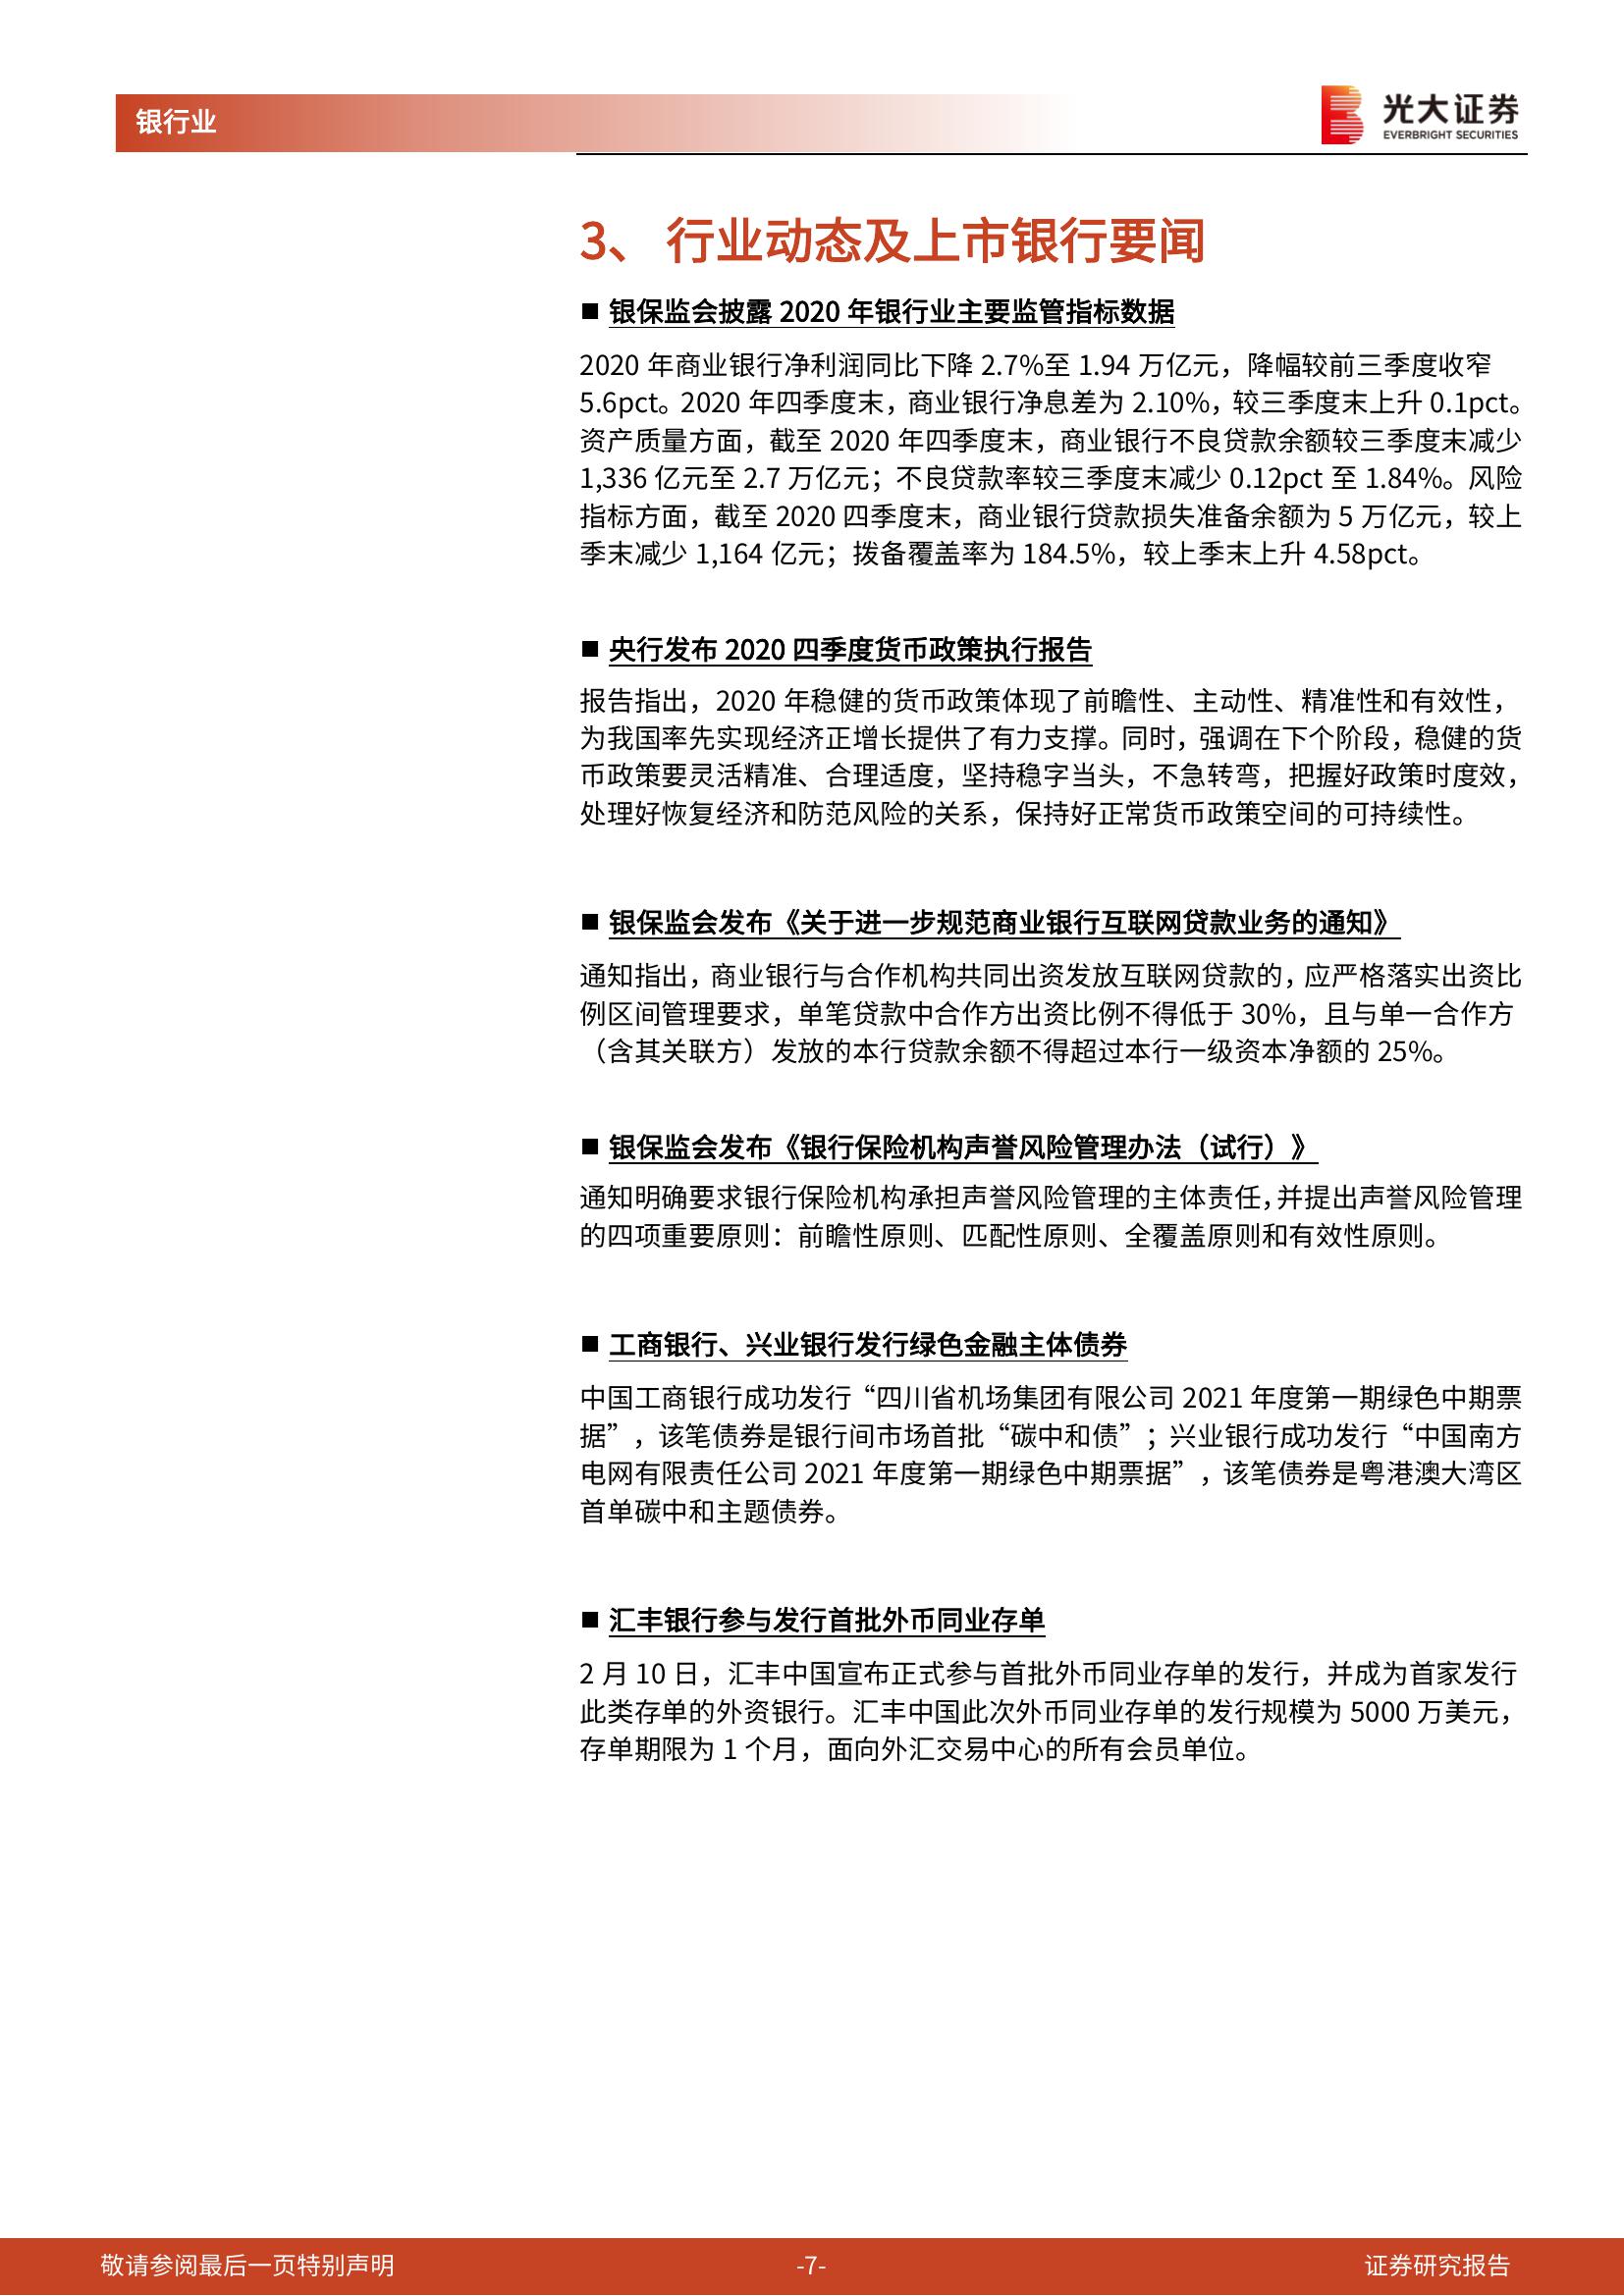 银行业
光大证券
EVERBRIGHT SECURITIES
3、 行业动态及上市银行要闻
■ 银保监会披露 2020 年银行业主要监管指标数据
2020 年商业银行净利润同比下降 2.7%至 1.94 万亿元，降幅较前三季度收窄
5.6pct。2020 年四季度末，商业银行净息差为 2.10%，较三季度末上升 0.1pct。
资产质量方面，截至 2020 年四季度末，商业银行不良贷款余额较三季度末减少
1,336 亿元至 2.7 万亿元；不良贷款率较三季度末减少 0.12pct 至 1.84%。风险
指标方面，截至 2020 四季度末，商业银行贷款损失准备余额为 5 万亿元，较上
季末减少 1,164 亿元；拨备覆盖率为 184.5%，较上季末上升 4.58pct。
■ 央行发布 2020 四季度货币政策执行报告
报告指出，2020 年稳健的货币政策体现了前瞻性、主动性、精准性和有效性，
为我国率先实现经济正增长提供了有力支撑。同时，强调在下个阶段，稳健的货
币政策要灵活精准、合理适度，坚持稳字当头，不急转弯，把握好政策时度效，
处理好恢复经济和防范风险的关系，保持好正常货币政策空间的可持续性。
■ 银保监会发布《关于进一步规范商业银行互联网贷款业务的通知》
通知指出，商业银行与合作机构共同出资发放互联网贷款的，应严格落实出资比
例区间管理要求，单笔贷款中合作方出资比例不得低于 30%，且与单一合作方
（含其关联方）发放的本行贷款余额不得超过本行一级资本净额的 25%。
■ 银保监会发布《银行保险机构声誉风险管理办法（试行）》
通知明确要求银行保险机构承担声誉风险管理的主体责任，并提出声誉风险管理
的四项重要原则：前瞻性原则、匹配性原则、全覆盖原则和有效性原则。
■ 工商银行、兴业银行发行绿色金融主体债券
中国工商银行成功发行“四川省机场集团有限公司 2021 年度第一期绿色中期票
据”，该笔债券是银行间市场首批“碳中和债”；兴业银行成功发行“中国南方
电网有限责任公司 2021 年度第一期绿色中期票据”，该笔债券是粤港澳大湾区
首单碳中和主题债券。
■ 汇丰银行参与发行首批外币同业存单
2 月 10 日，汇丰中国宣布正式参与首批外币同业存单的发行，并成为首家发行
此类存单的外资银行。汇丰中国此次外币同业存单的发行规模为 5000 万美元，
存单期限为 1 个月，面向外汇交易中心的所有会员单位。
敬请参阅最后一页特别声明
-7-
证券研究报告